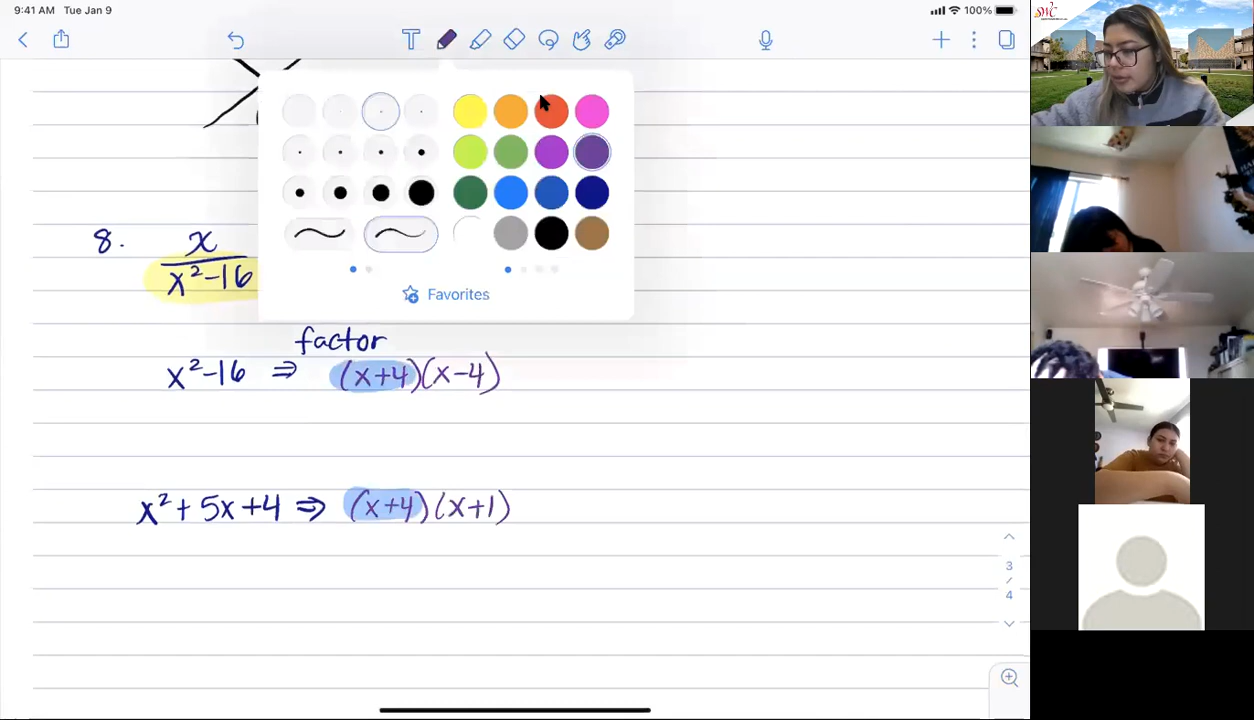 9:41 AM Tue Jan 9
100%
T
SWC
8. x
x²-16
Favorites
factor
x²-16 ⇒ (x+4)(x-4)
x²+5x+4 ⇒ (x+4)(x+1)
3
/
4